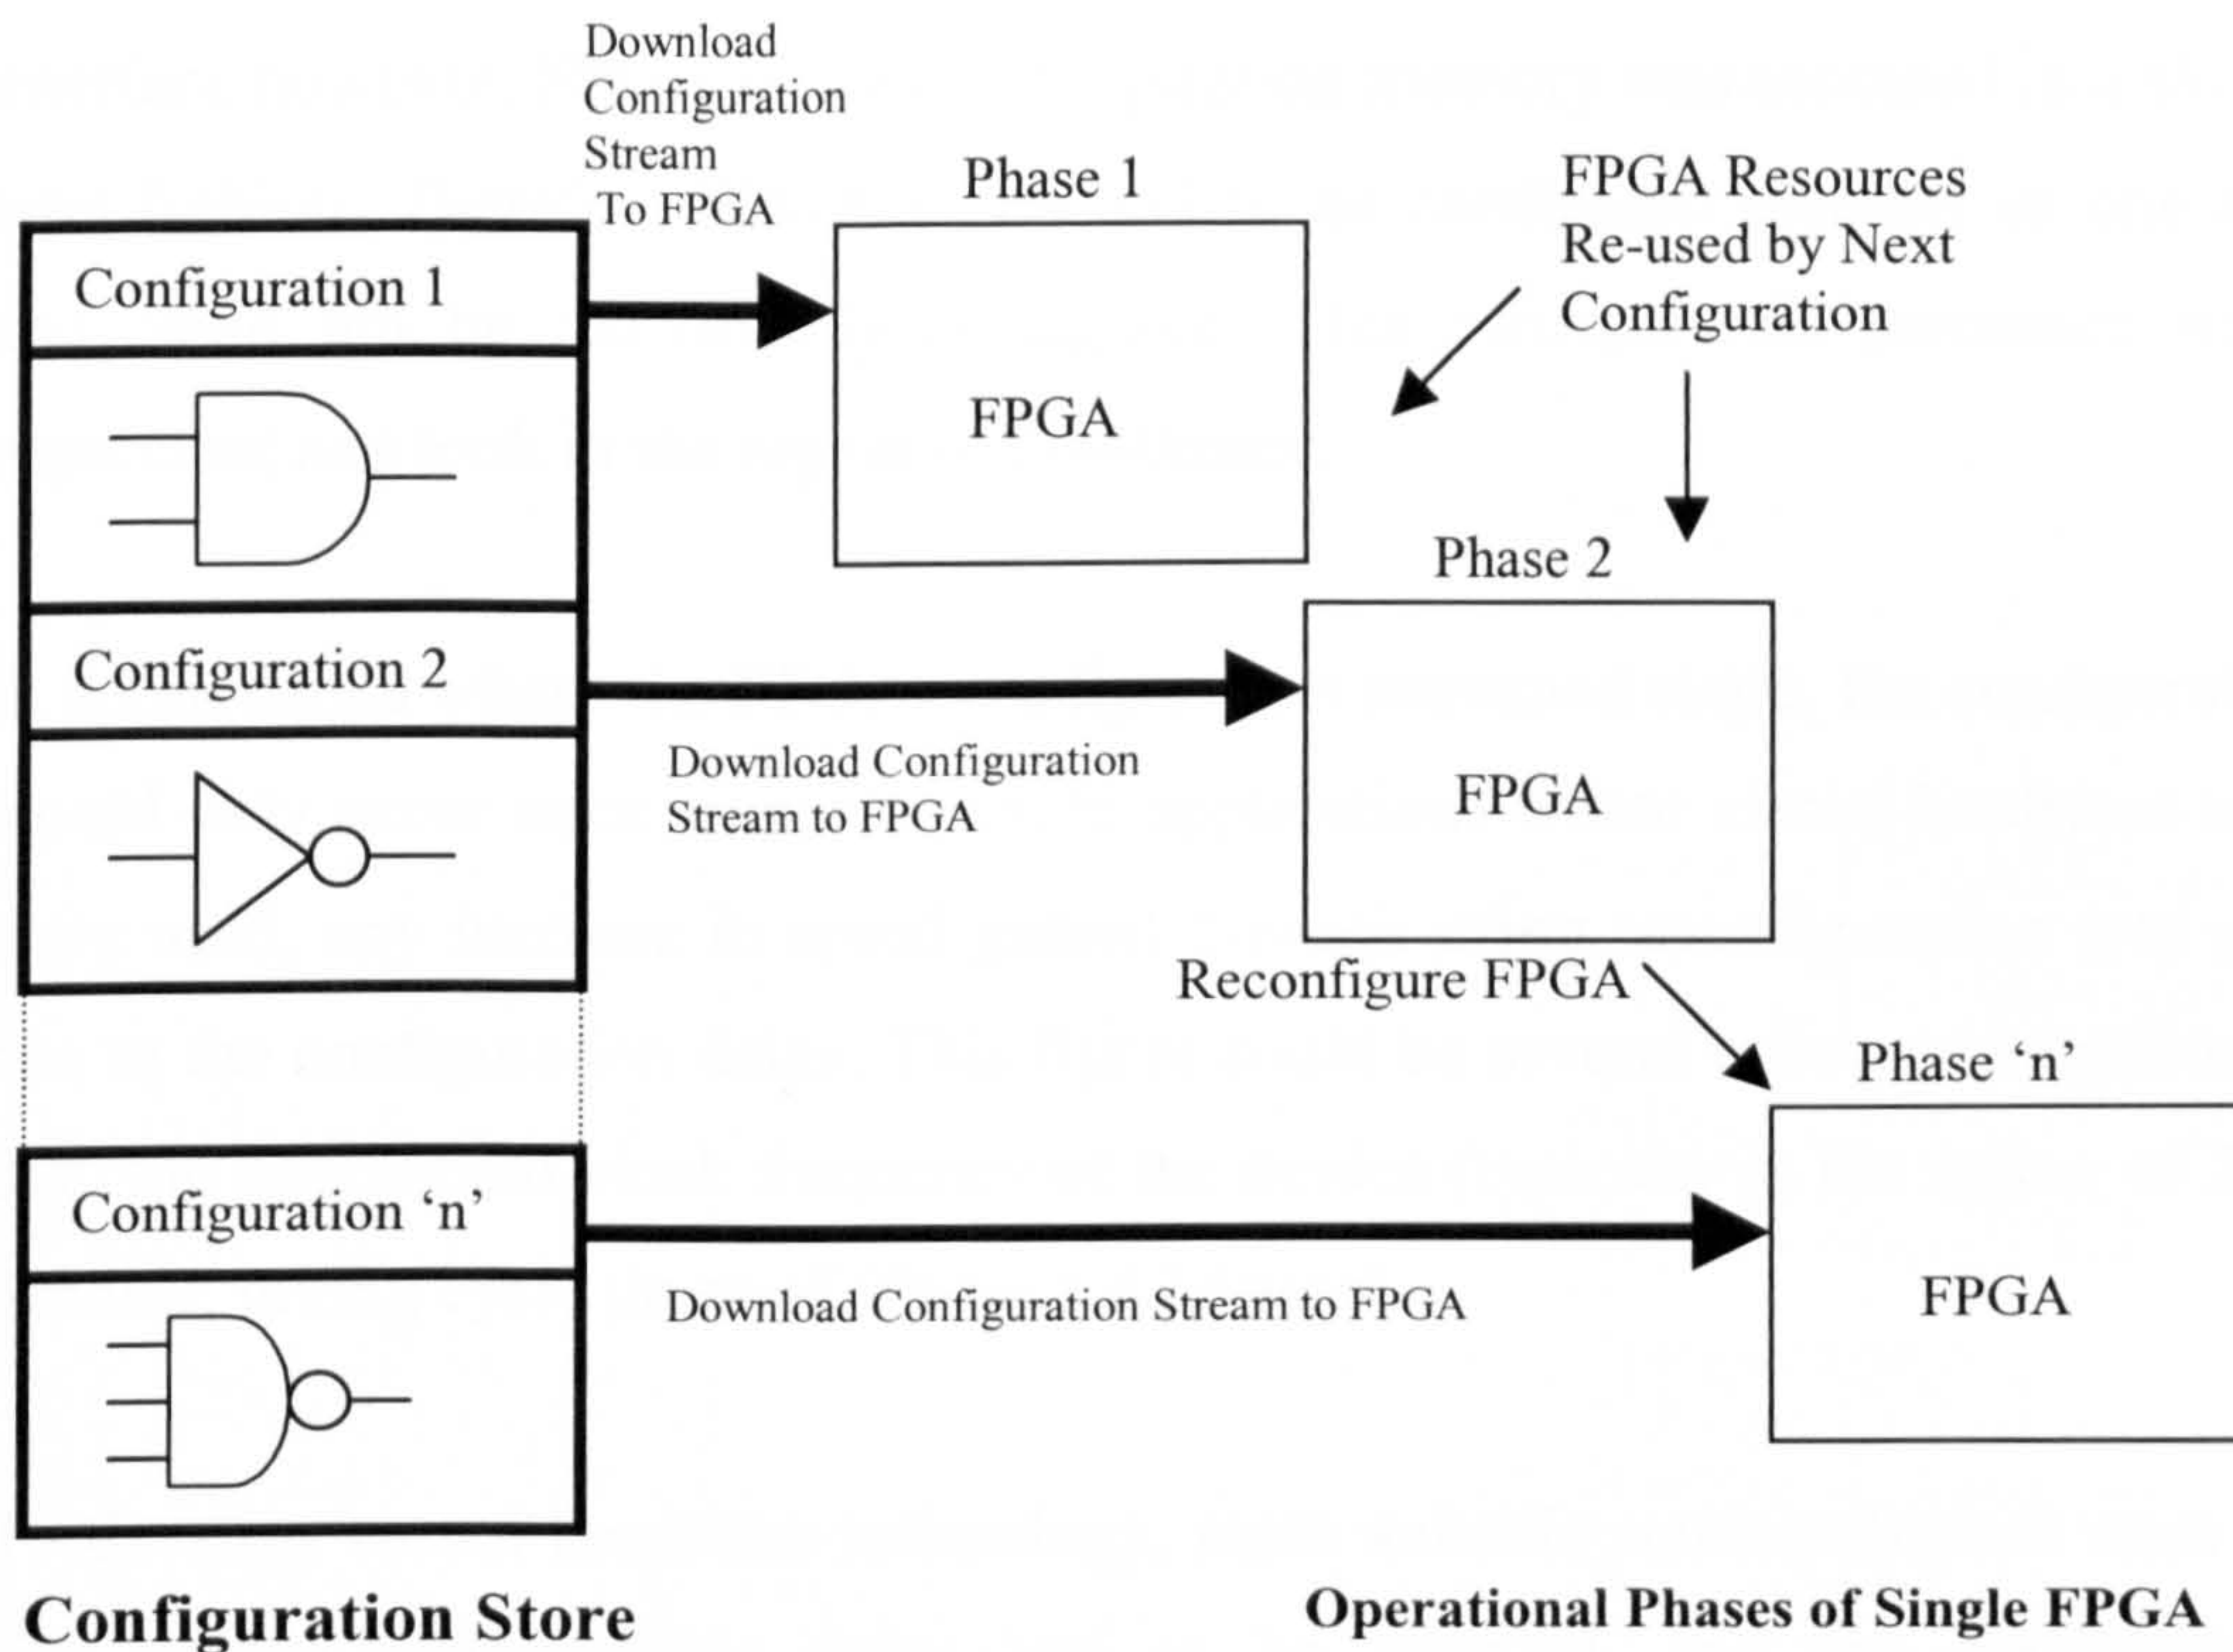 Download
Configuration
Stream
To FPGA
Phase 1
FPGA Resources
Re-used by Next
Configuration
Configuration 1
FPGA
Phase 2
Configuration 2
Download Configuration
Stream to FPGA
FPGA
Reconfigure FPGA
Phase ‘n’
Configuration ‘n’
Download Configuration Stream to FPGA
FPGA
Configuration Store
Operational Phases of Single FPGA